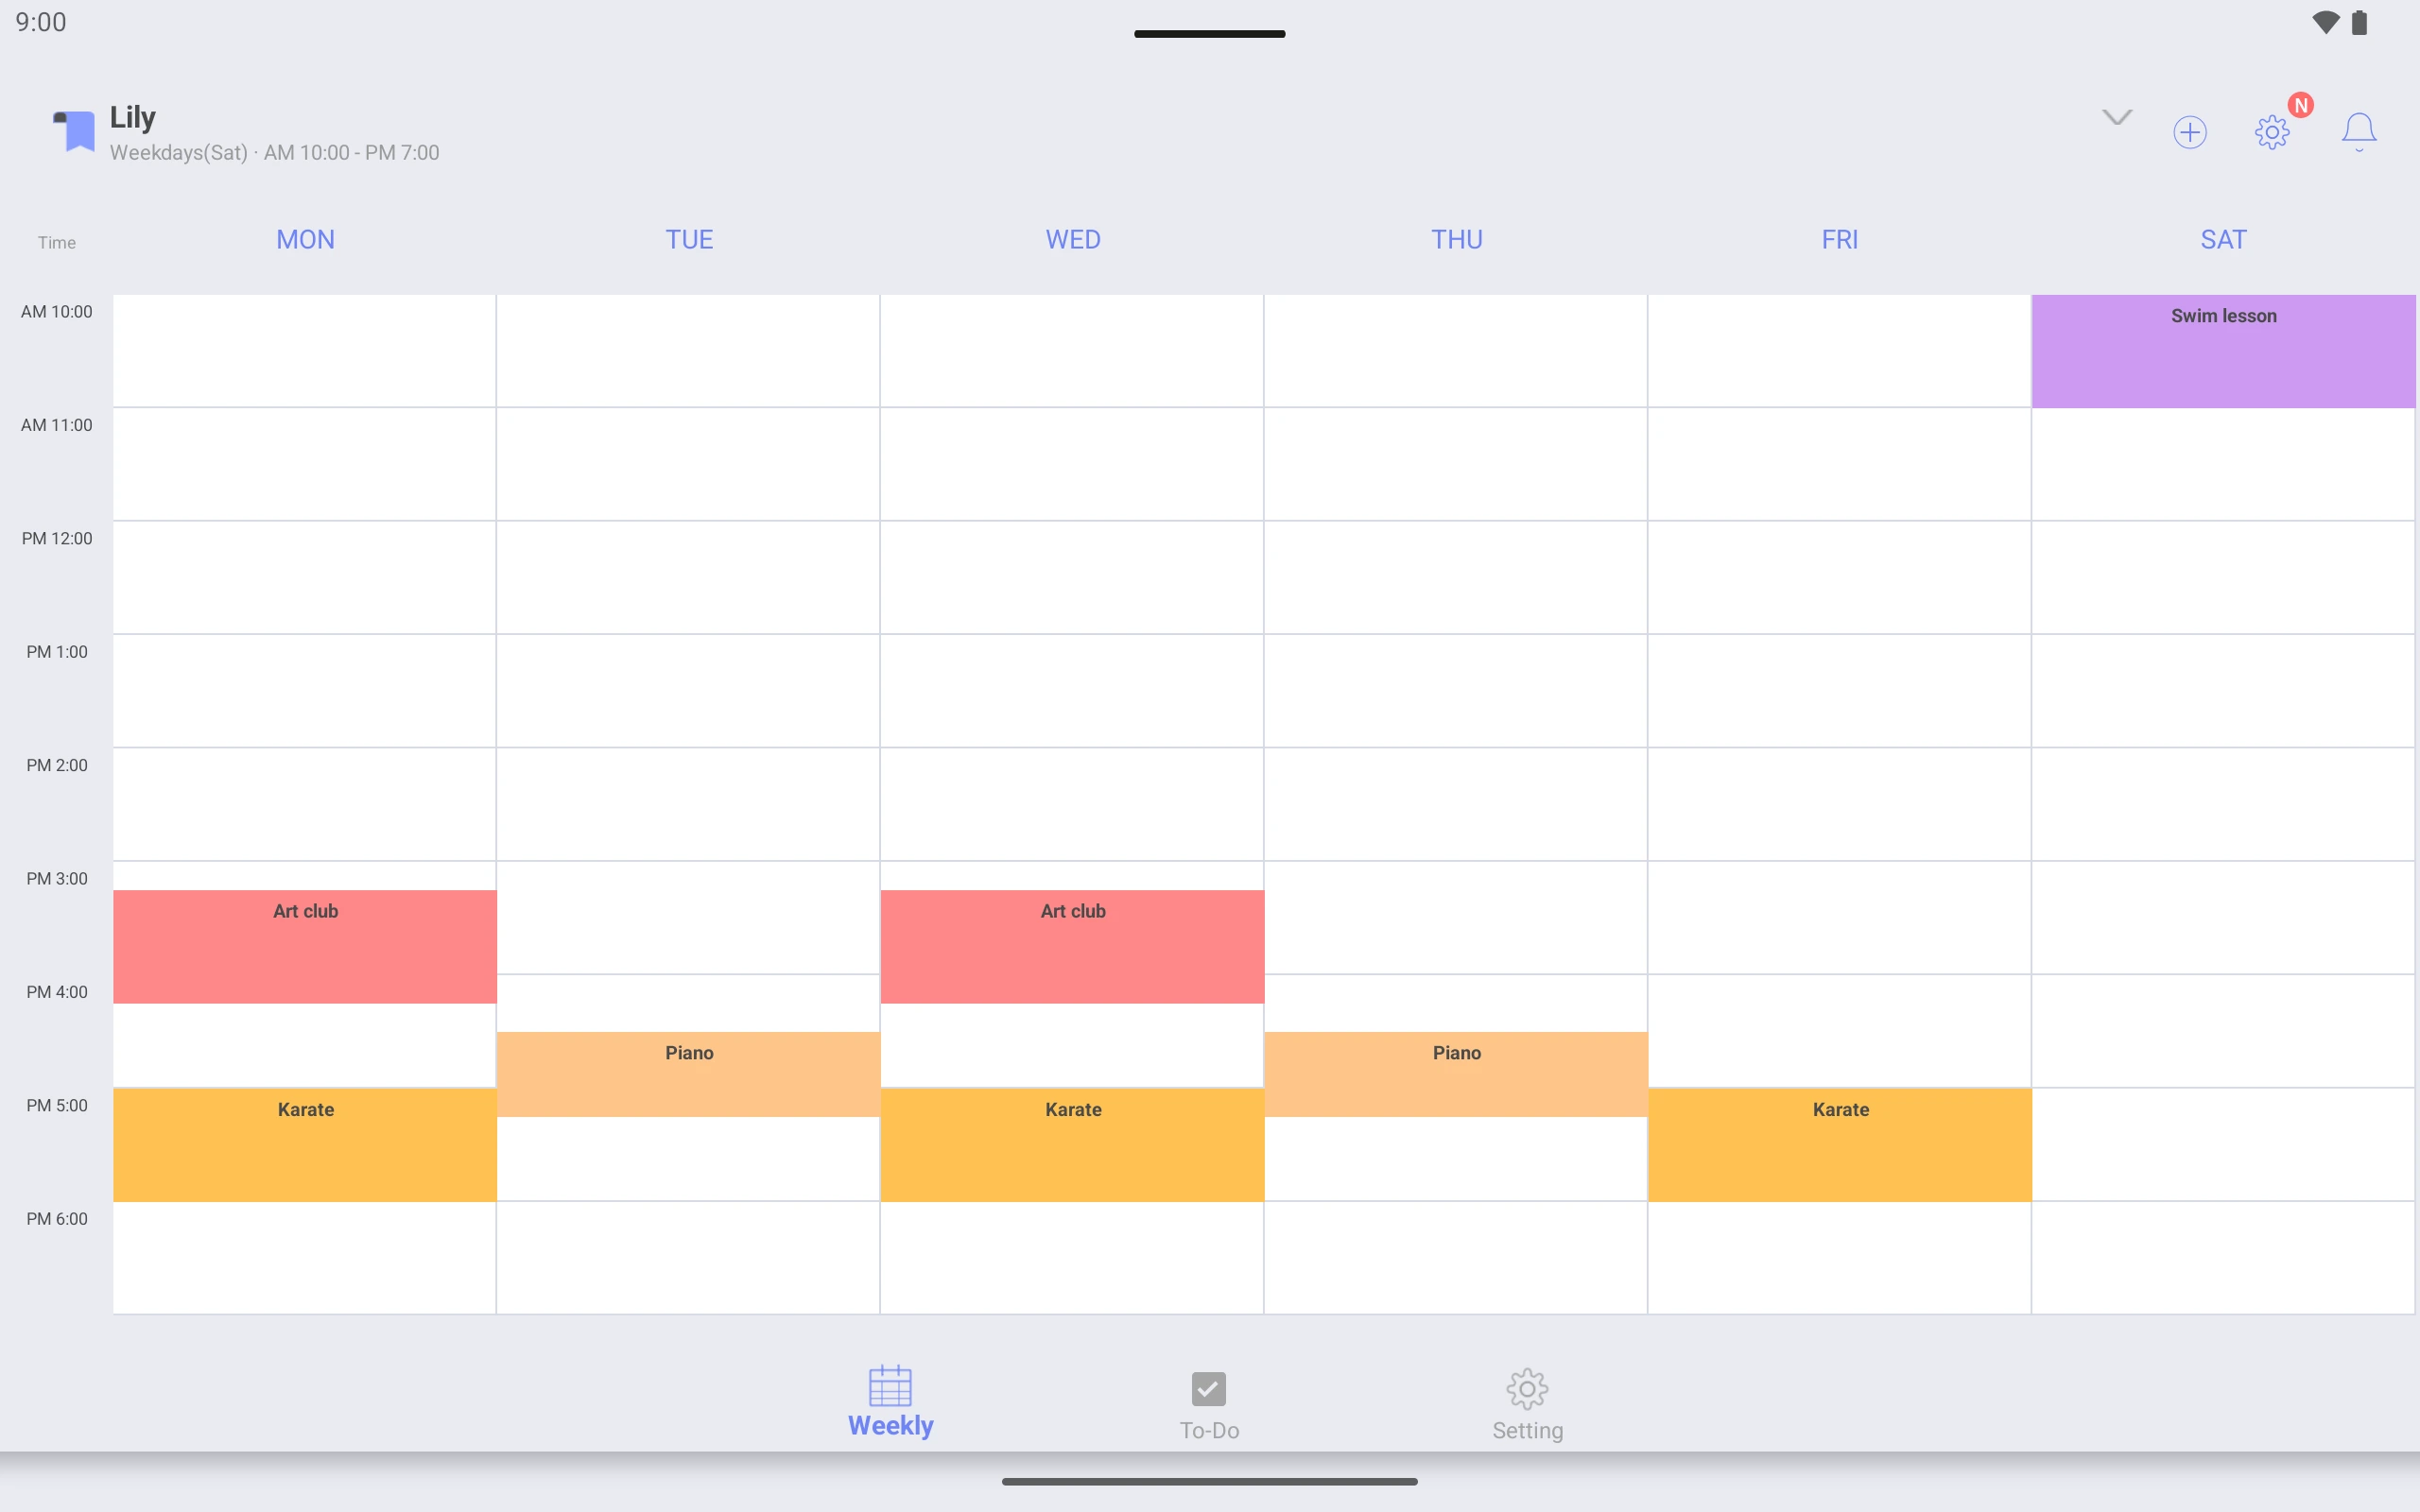 9:00
Lily
Weekdays(Sat) · AM 10:00 - PM 7:00
N
Time MON TUE WED THU FRI SAT
AM 10:00
Swim lesson
AM 11:00
PM 12:00
PM 1:00
PM 2:00
PM 3:00
Art club Art club
PM 4:00
Piano Piano
PM 5:00
Karate Karate Karate
PM 6:00
Weekly To-Do Setting